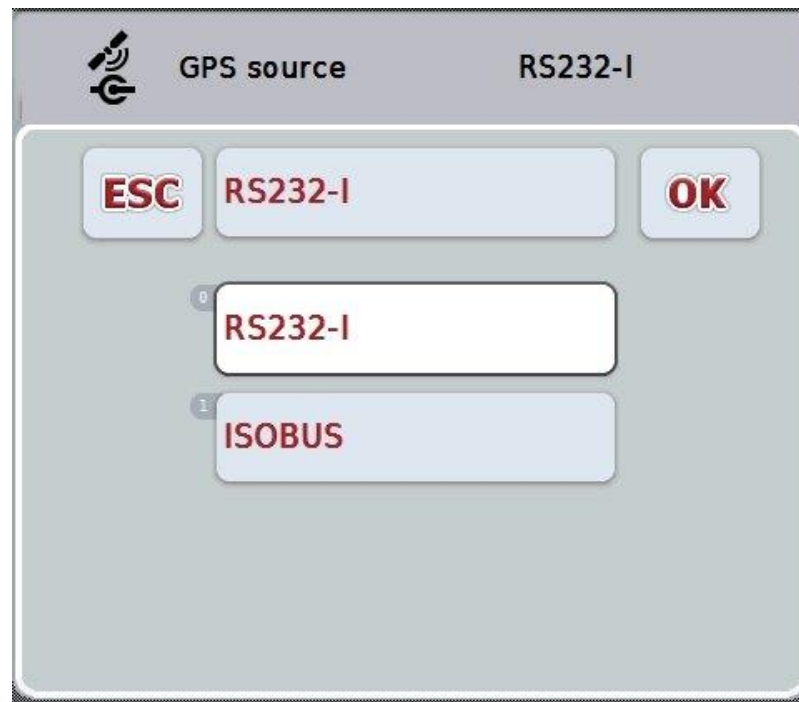 GPS source RS232-I
ESC RS232-I OK
0
RS232-I
1
ISOBUS